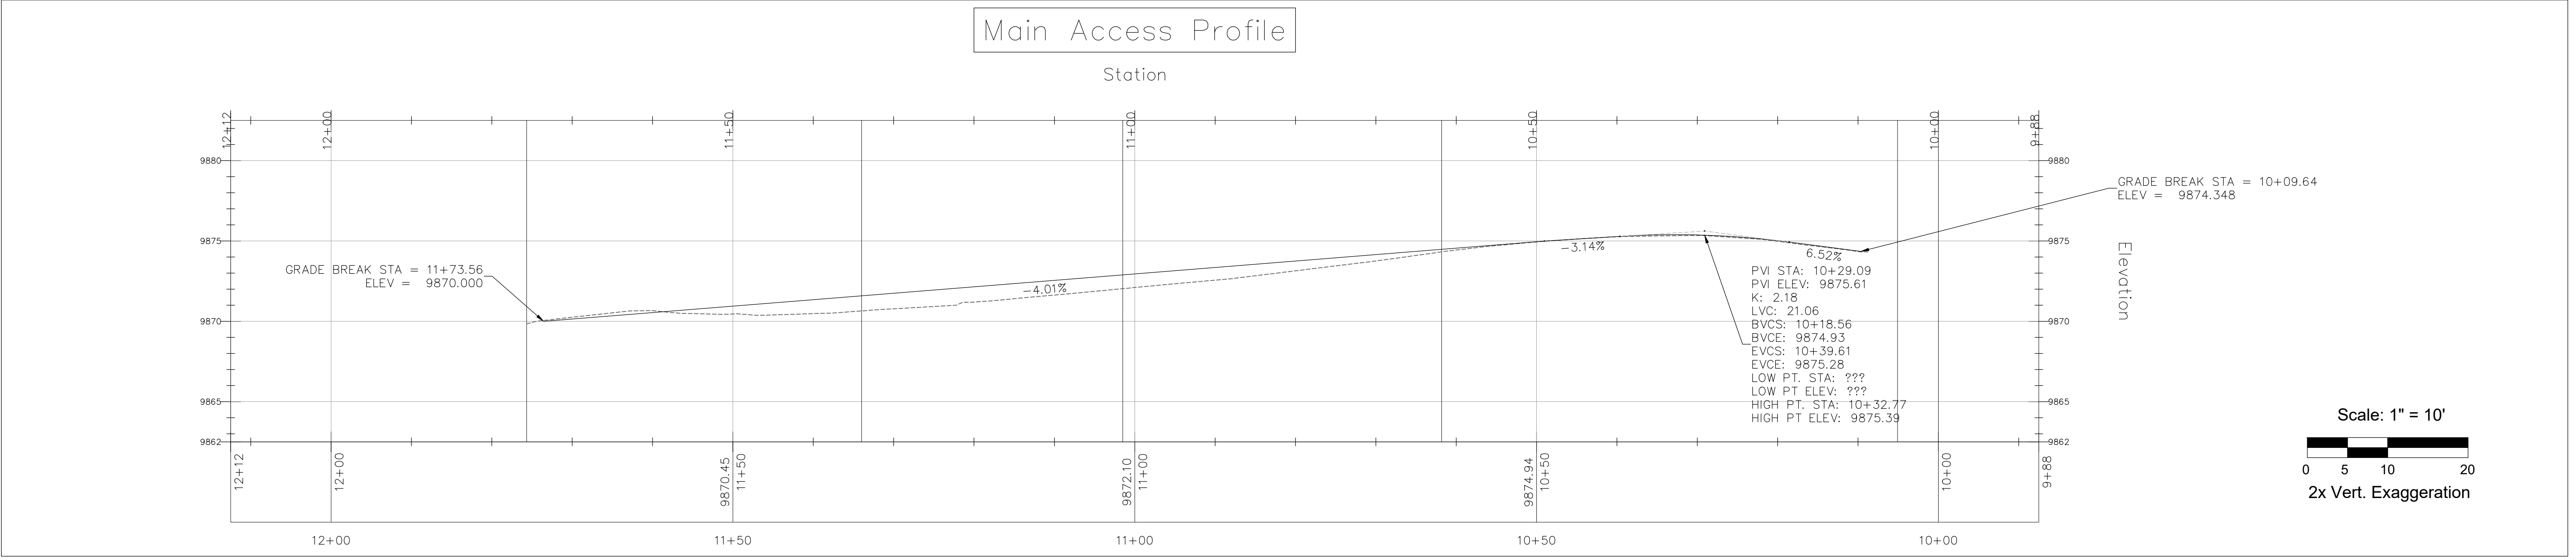 Main Access Profile
Station
12+12
12+00
11+50
11+00
10+50
10+00
9+88
9880
9880
GRADE BREAK STA = 10+09.64
ELEV = 9874.348
9875
9875
-3.14%
6.52%
Elevation
GRADE BREAK STA = 11+73.56
ELEV = 9870.000
-4.01%
PVI STA: 10+29.09
PVI ELEV: 9875.61
K: 2.18
LVC: 21.06
BVCS: 10+18.56
BVCE: 9874.93
EVCS: 10+39.61
EVCE: 9875.28
LOW PT. STA: ???
LOW PT ELEV: ???
HIGH PT. STA: 10+32.77
HIGH PT ELEV: 9875.39
9870
9870
9865
9865
9862
9862
Scale: 1" = 10'
0 5 10 20
2x Vert. Exaggeration
12+12
12+00
9870.45
11+50
9872.10
11+00
9874.94
10+50
10+00
9+88
12+00
11+50
11+00
10+50
10+00